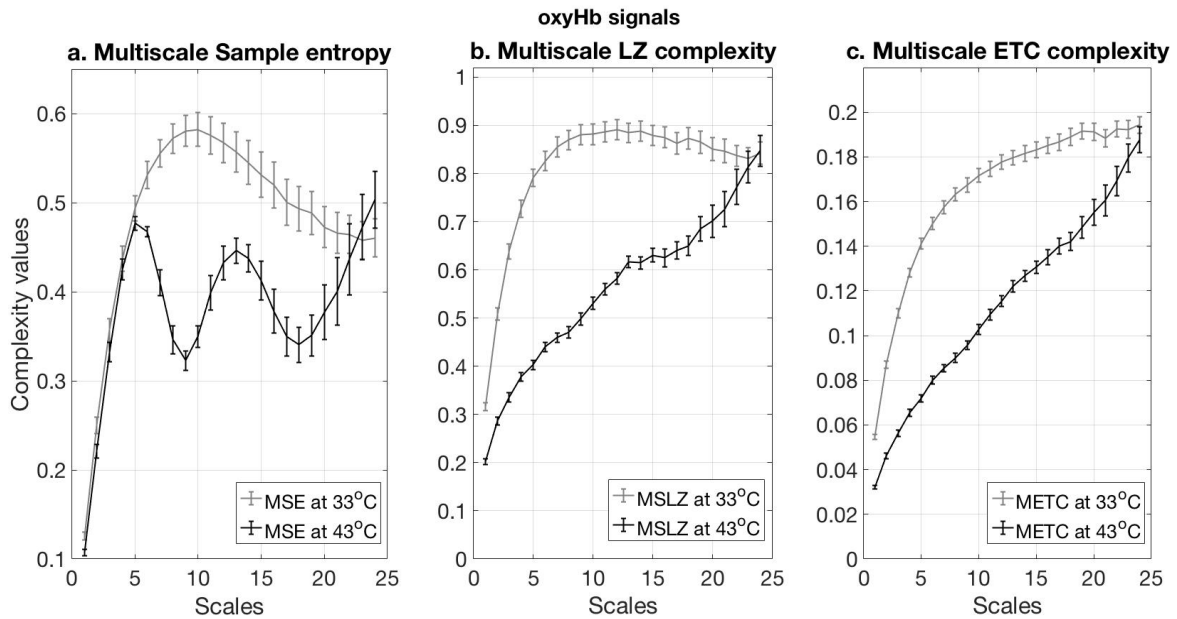 oxyHb signals
a. Multiscale Sample entropy
b. Multiscale LZ complexity
c. Multiscale ETC complexity
Complexity values
0.6
0.5
0.4
0.3
0.2
0.1
0 5 10 15 20 25
Scales
MSE at 33°C
MSE at 43°C
1
0.9
0.8
0.7
0.6
0.5
0.4
0.3
0.2
0.1
0
0 5 10 15 20 25
Scales
MSLZ at 33°C
MSLZ at 43°C
0.2
0.18
0.16
0.14
0.12
0.1
0.08
0.06
0.04
0.02
0
0 5 10 15 20 25
Scales
METC at 33°C
METC at 43°C